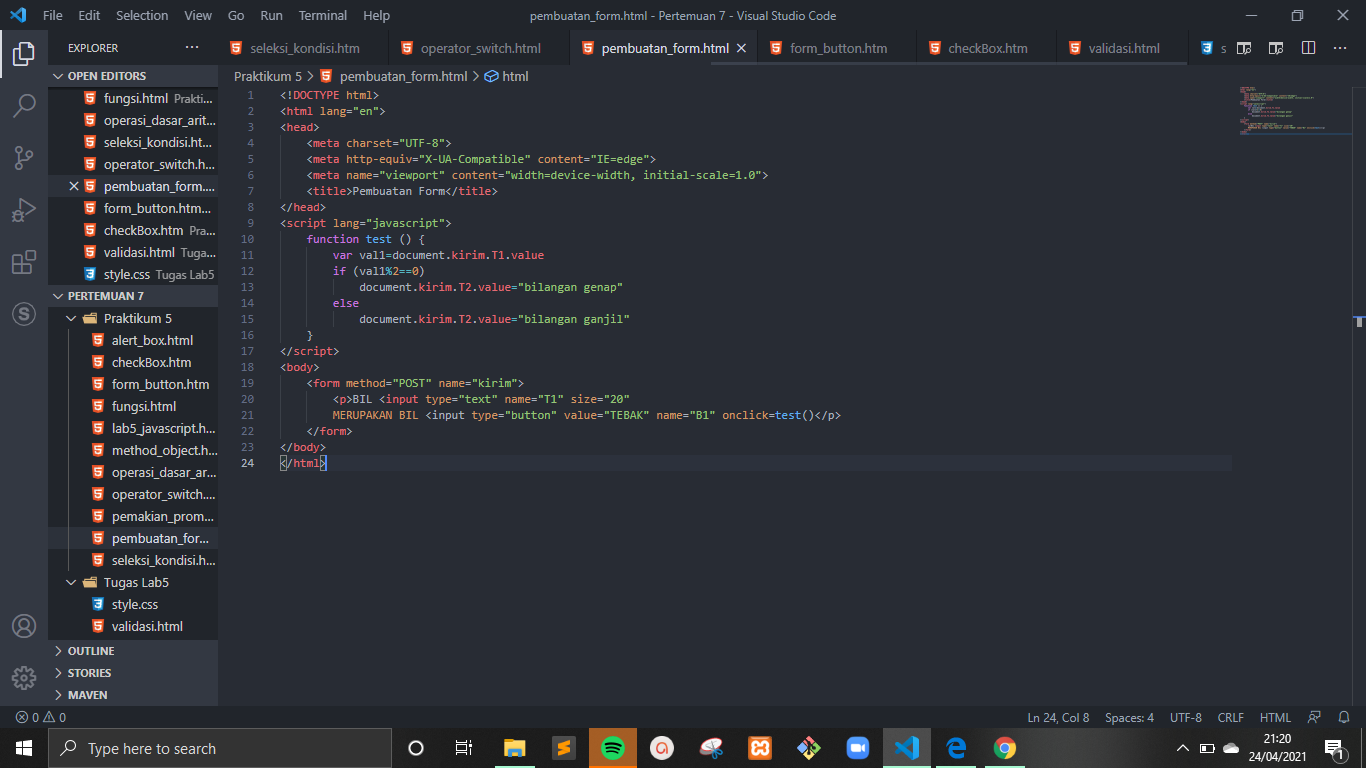 File Edit Selection View Go Run Terminal Help
pembuatan_form.html - Pertemuan 7 - Visual Studio Code
EXPLORER ...
seleksi_kondisi.htm operator_switch.html pembuatan_form.html form_button.htm checkBox.htm validasi.html s ...
OPEN EDITORS
fungsi.html Prakti...
operasi_dasar_arit...
seleksi_kondisi.ht...
operator_switch.h...
pembuatan_form....
form_button.htm...
checkBox.htm Pra...
validasi.html Tuga...
style.css Tugas Lab5
PERTEMUAN 7
Praktikum 5
alert_box.html
checkBox.htm
form_button.htm
fungsi.html
lab5_javascript.h...
method_object.h...
operasi_dasar_ar...
operator_switch....
pemakian_prom...
pembuatan_for...
seleksi_kondisi.h...
Tugas Lab5
style.css
validasi.html
OUTLINE
STORIES
MAVEN
Praktikum 5 > pembuatan_form.html > html
1 <!DOCTYPE html>
2 <html lang="en">
3 <head>
4 <meta charset="UTF-8">
5 <meta http-equiv="X-UA-Compatible" content="IE=edge">
6 <meta name="viewport" content="width=device-width, initial-scale=1.0">
7 <title>Pembuatan Form</title>
8 </head>
9 <script lang="javascript">
10 function test () {
11 var val1=document.kirim.T1.value
12 if (val1%2==0)
13 document.kirim.T2.value="bilangan genap"
14 else
15 document.kirim.T2.value="bilangan ganjil"
16 }
17 </script>
18 <body>
19 <form method="POST" name="kirim">
20 <p>BIL <input type="text" name="T1" size="20"
21 MERUPAKAN BIL <input type="button" value="TEBAK" name="B1" onclick=test()</p>
22 </form>
23 </body>
24 </html>
0 0
Ln 24, Col 8 Spaces: 4 UTF-8 CRLF HTML
Type here to search
21:20
24/04/2021
1